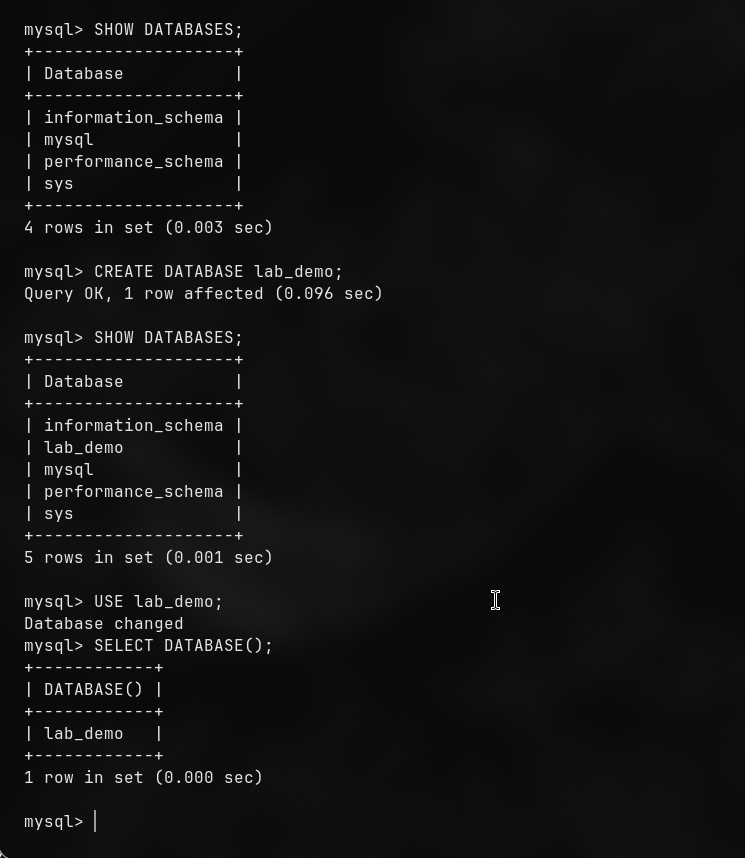 mysql> SHOW DATABASES;
+--------------------+
| Database           |
+--------------------+
| information_schema |
| mysql              |
| performance_schema |
| sys                |
+--------------------+
4 rows in set (0.003 sec)

mysql> CREATE DATABASE lab_demo;
Query OK, 1 row affected (0.096 sec)

mysql> SHOW DATABASES;
+--------------------+
| Database           |
+--------------------+
| information_schema |
| lab_demo           |
| mysql              |
| performance_schema |
| sys                |
+--------------------+
5 rows in set (0.001 sec)

mysql> USE lab_demo;
Database changed
mysql> SELECT DATABASE();
+------------+
| DATABASE() |
+------------+
| lab_demo   |
+------------+
1 row in set (0.000 sec)

mysql>